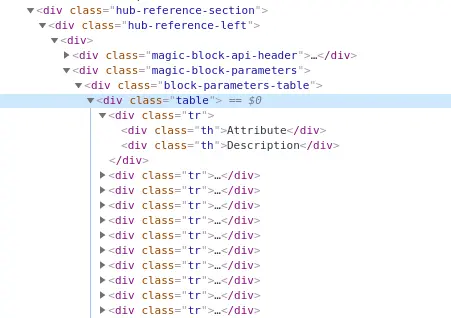 ▼<div class="hub-reference-section">
▼<div class="hub-reference-left">
▼<div>
▶<div class="magic-block-api-header">…</div>
▼<div class="magic-block-parameters">
▼<div class="block-parameters-table">
▼<div class="table"> == $0
▼<div class="tr">
<div class="th">Attribute</div>
<div class="th">Description</div>
</div>
▶<div class="tr">…</div>
▶<div class="tr">…</div>
▶<div class="tr">…</div>
▶<div class="tr">…</div>
▶<div class="tr">…</div>
▶<div class="tr">…</div>
▶<div class="tr">…</div>
▶<div class="tr">…</div>
▶<div class="tr">…</div>
▶<div class="tr">…</div>